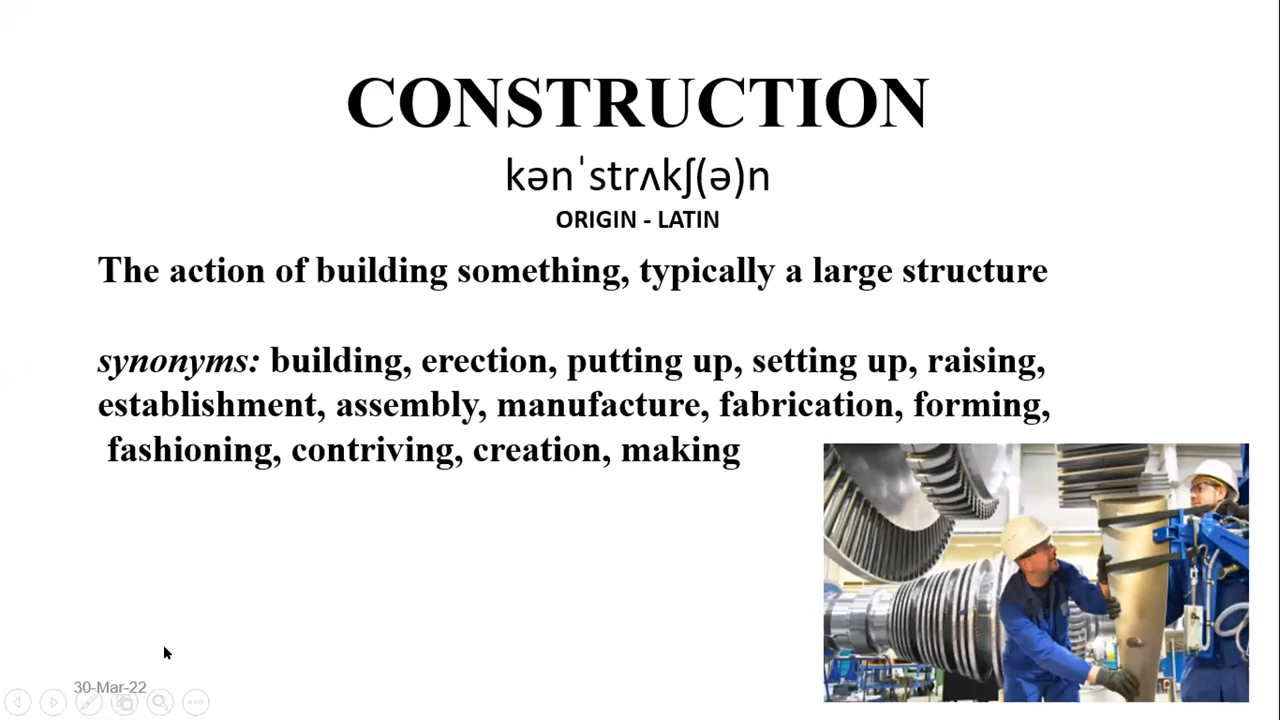 CONSTRUCTION
kənˈstrʌkʃ(ə)n
ORIGIN - LATIN
The action of building something, typically a large structure
synonyms: building, erection, putting up, setting up, raising,
establishment, assembly, manufacture, fabrication, forming,
fashioning, contriving, creation, making
30-Mar-22